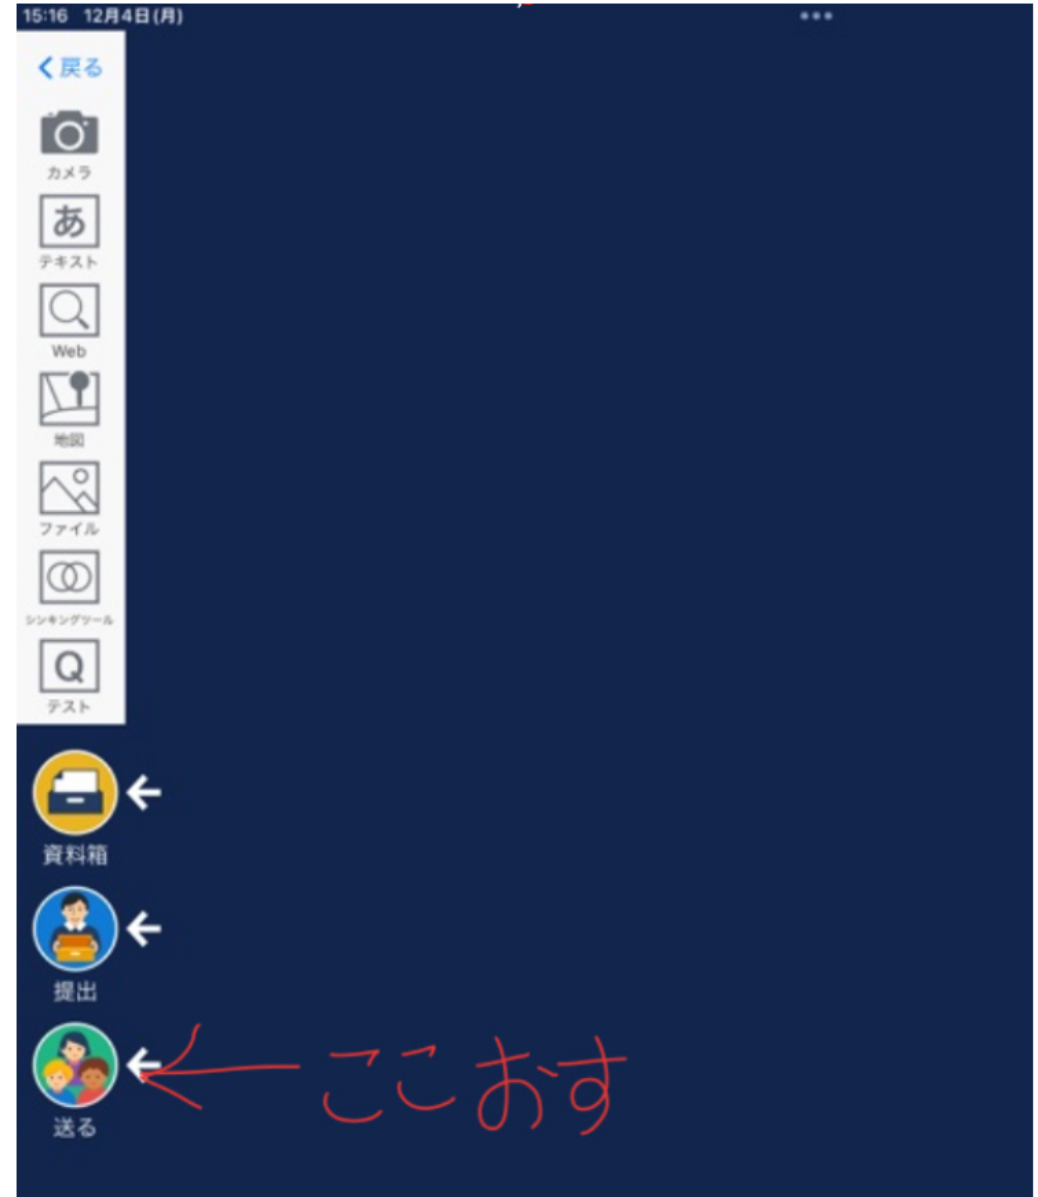 15:16 12月4日(月)
戻る
カメラ
あ
テキスト
Web
地図
ファイル
シンキングツール
Q
テスト
資料箱
提出
送る
ここおす